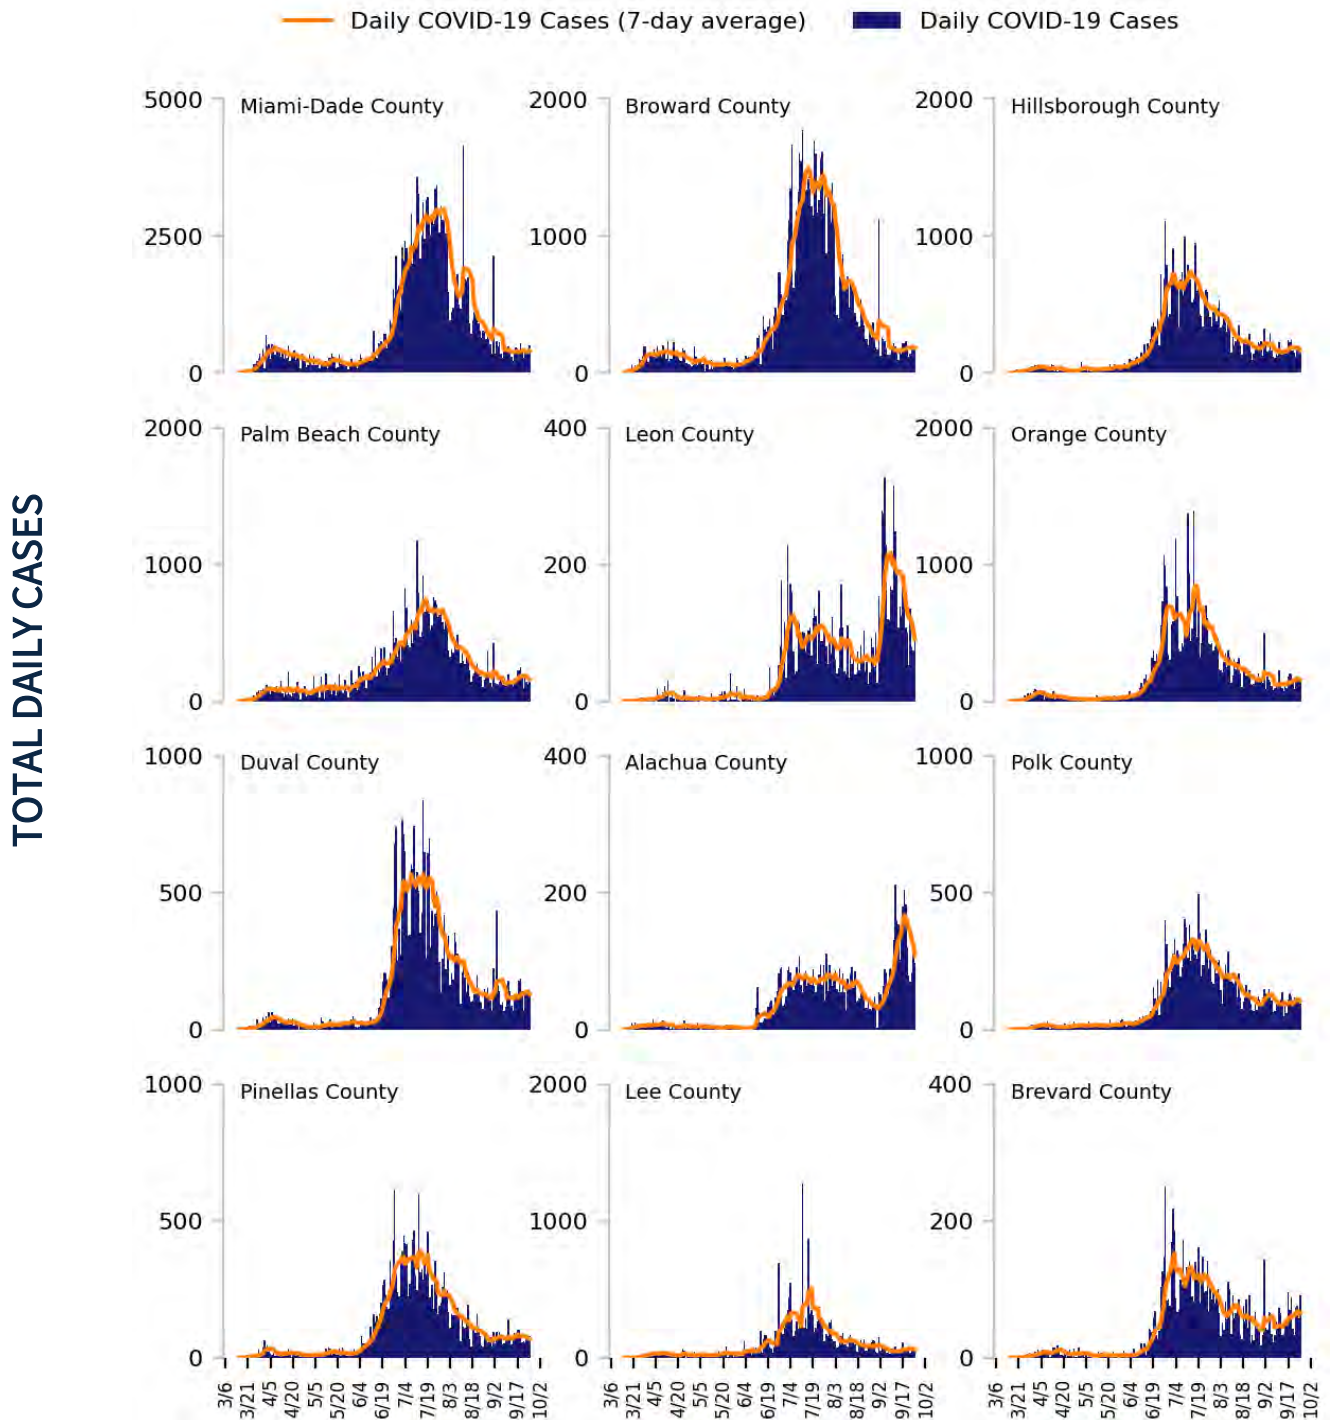 Daily COVID-19 Cases (7-day average) Daily COVID-19 Cases
TOTAL DAILY CASES
5000 Miami-Dade County 2000 Broward County 2000 Hillsborough County
2500 1000 1000
0 0 0
2000 Palm Beach County 400 Leon County 2000 Orange County
1000 200 1000
0 0 0
1000 Duval County 400 Alachua County 1000 Polk County
500 200 500
0 0 0
1000 Pinellas County 2000 Lee County 400 Brevard County
500 1000 200
0 0 0
3/6 3/21 4/5 4/20 5/5 5/20 6/4 6/19 7/4 7/19 8/3 8/18 9/2 9/17 10/2 3/6 3/21 4/5 4/20 5/5 5/20 6/4 6/19 7/4 7/19 8/3 8/18 9/2 9/17 10/2 3/6 3/21 4/5 4/20 5/5 5/20 6/4 6/19 7/4 7/19 8/3 8/18 9/2 9/17 10/2